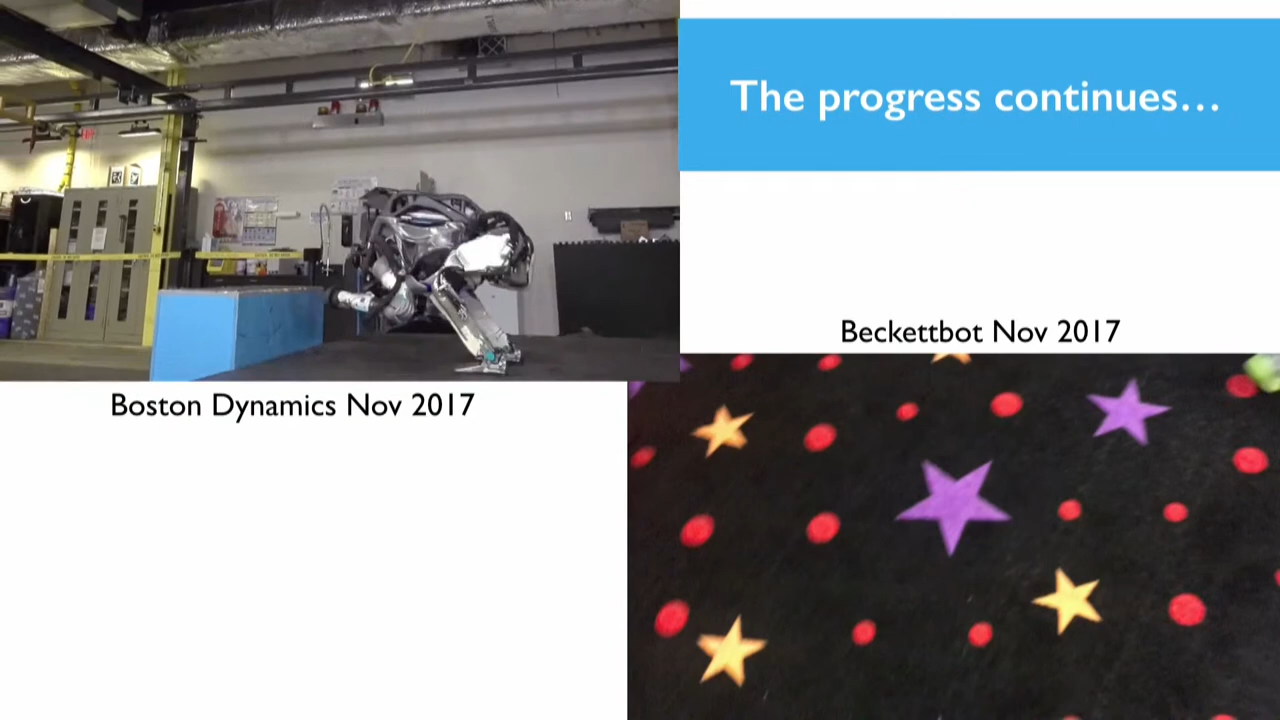 The progress continues…
Beckettbot Nov 2017
Boston Dynamics Nov 2017